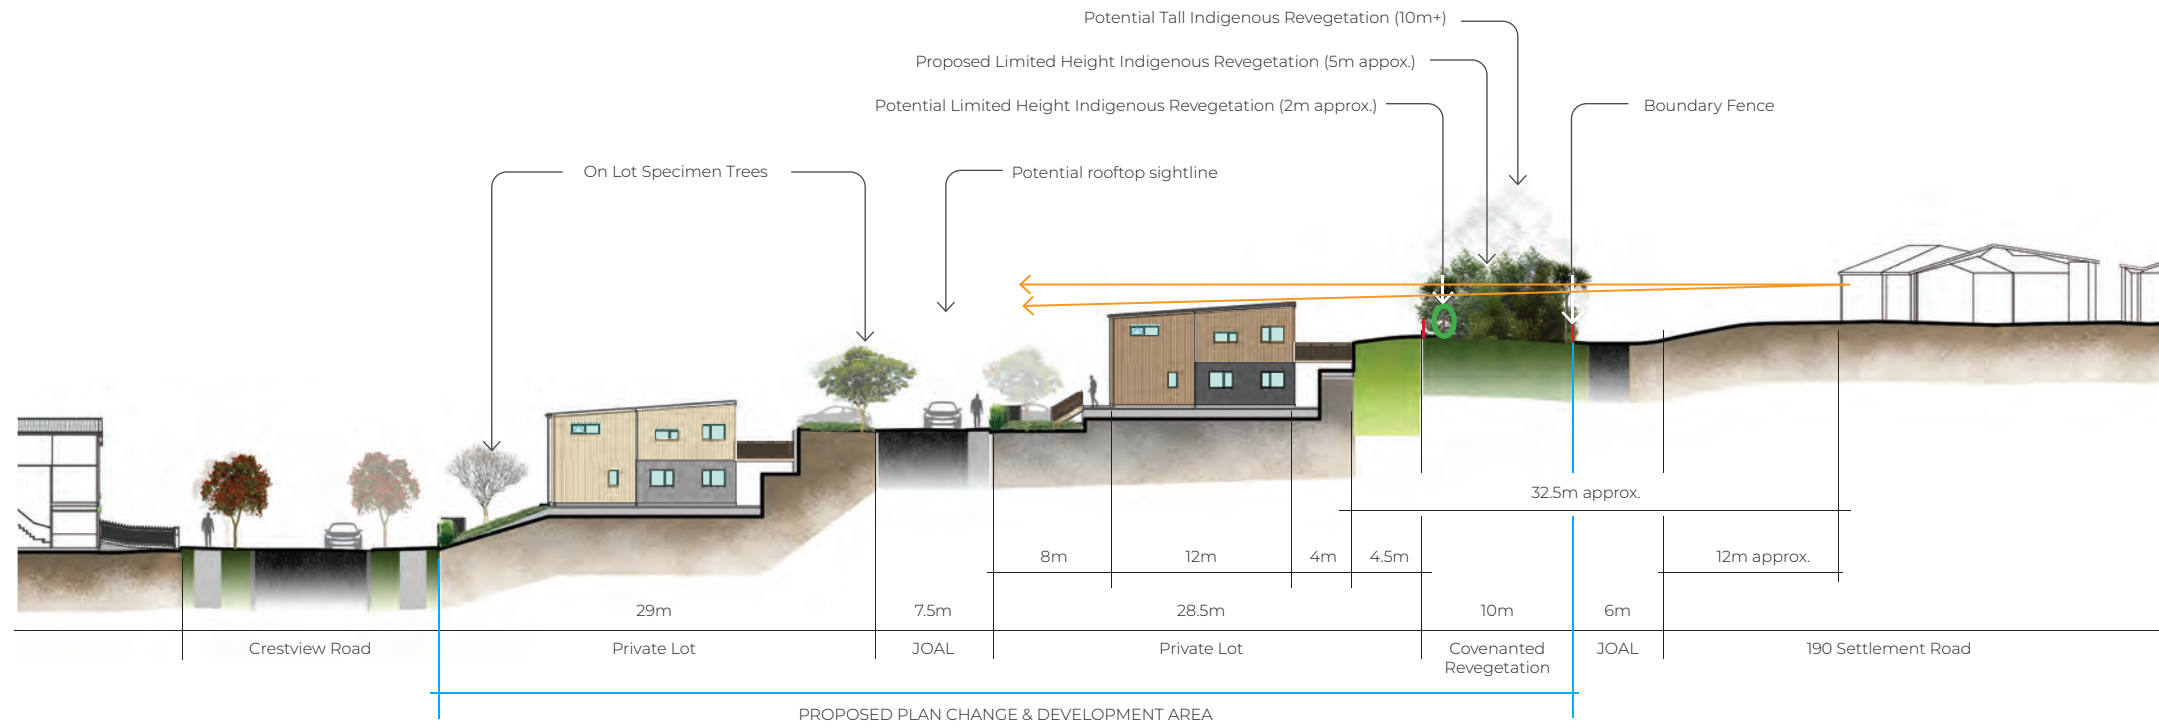 Potential Tall Indigenous Revegetation (10m+)
Proposed Limited Height Indigenous Revegetation (5m appox.)
Potential Limited Height Indigenous Revegetation (2m approx.)
Boundary Fence
On Lot Specimen Trees
Potential rooftop sightline
32.5m approx.
8m
12m
4m
4.5m
12m approx.
29m
7.5m
28.5m
10m
6m
Crestview Road
Private Lot
JOAL
Private Lot
Covenanted
Revegetation
JOAL
190 Settlement Road
PROPOSED PLAN CHANGE & DEVELOPMENT AREA